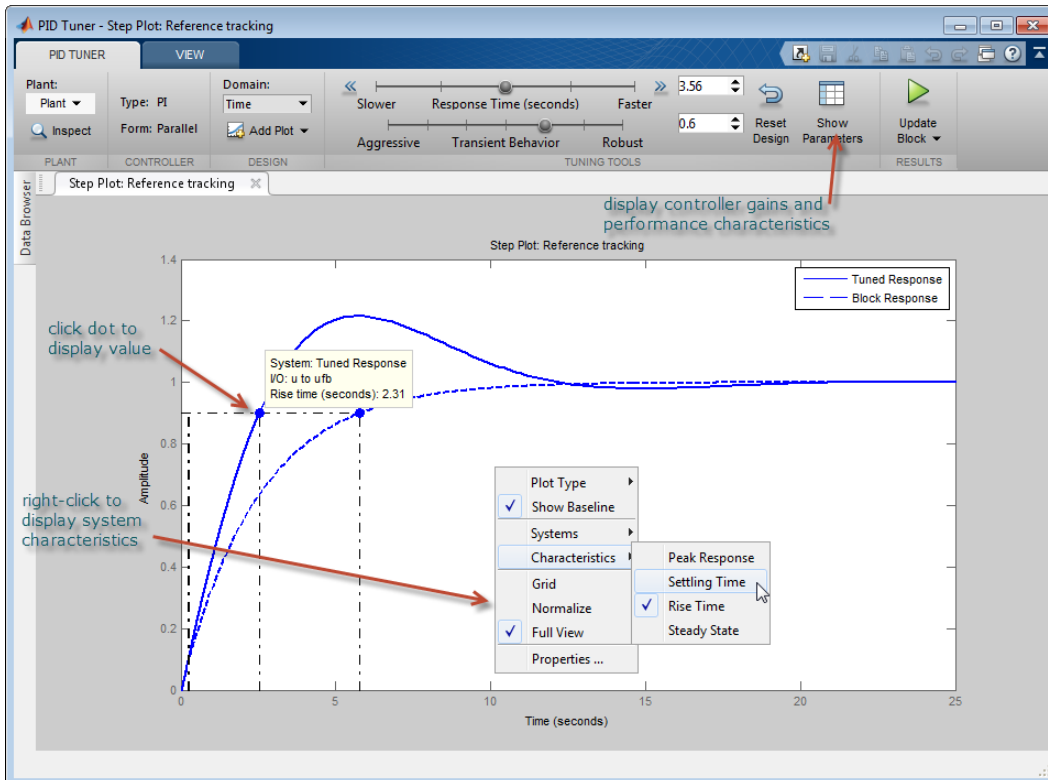 PID Tuner - Step Plot: Reference tracking
PID TUNER
VIEW
Plant:
Plant
Inspect
PLANT
Type: PI
Form: Parallel
CONTROLLER
Domain:
Time
Add Plot
DESIGN
Slower
Response Time (seconds)
Faster
3.56
Aggressive
Transient Behavior
Robust
0.6
Reset
Design
Show
Parameters
TUNING TOOLS
Update
Block
RESULTS
Data Browser
Step Plot: Reference tracking
display controller gains and
performance characteristics
Step Plot: Reference tracking
Tuned Response
Block Response
click dot to
display value
System: Tuned Response
I/O: u to ufb
Rise time (seconds): 2.31
right-click to
display system
characteristics
Amplitude
1.4
1.2
1
0.8
0.6
0.4
0.2
0
Plot Type
Show Baseline
Systems
Characteristics
Grid
Normalize
Full View
Properties ...
Peak Response
Settling Time
Rise Time
Steady State
0
5
10
15
20
25
Time (seconds)